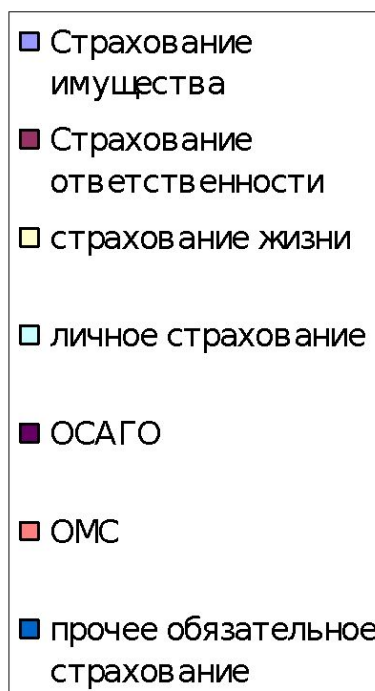 Страхование
имущества
Страхование
ответственности
страхование жизни
личное страхование
ОСАГО
ОМС
прочее обязательное
страхование